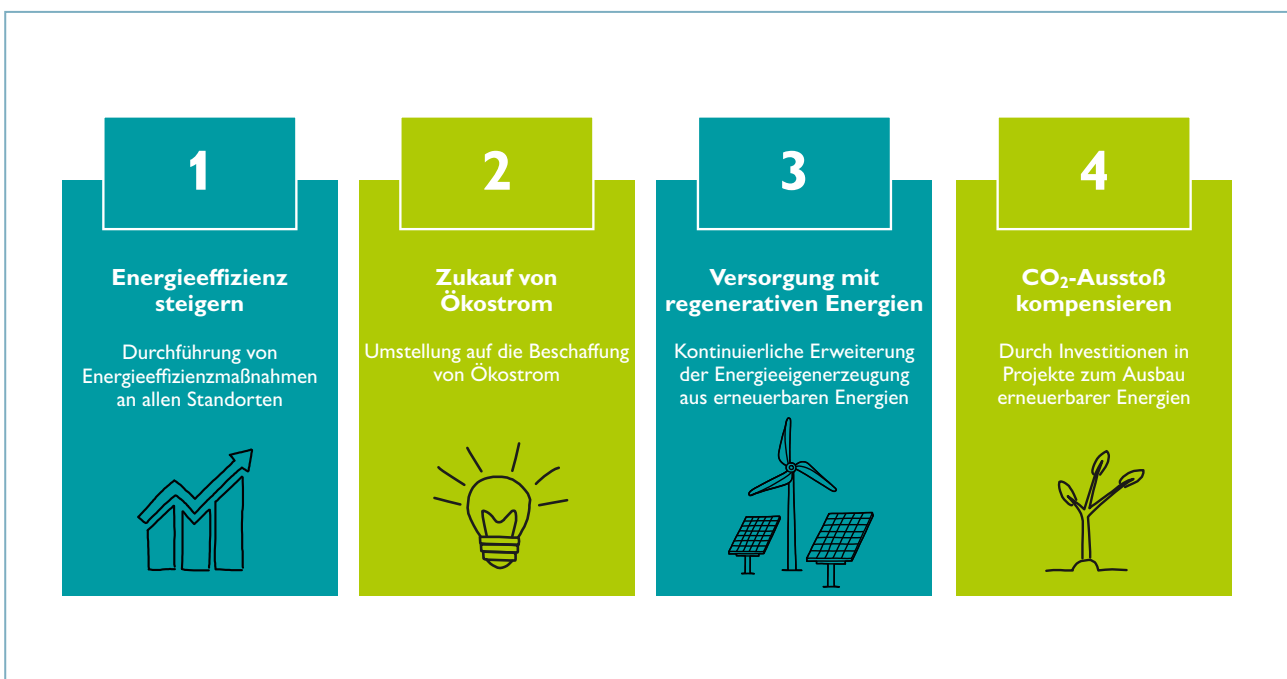 1
Energieeffizienz
steigern
Durchführung von
Energieeffizienzmaßnahmen
an allen Standorten
2
Zukauf von
Ökostrom
Umstellung auf die Beschaffung
von Ökostrom
3
Versorgung mit
regenerativen Energien
Kontinuierliche Erweiterung
der Energieeigenerzeugung
aus erneuerbaren Energien
4
CO₂-Ausstoß
kompensieren
Durch Investitionen in
Projekte zum Ausbau
erneuerbarer Energien